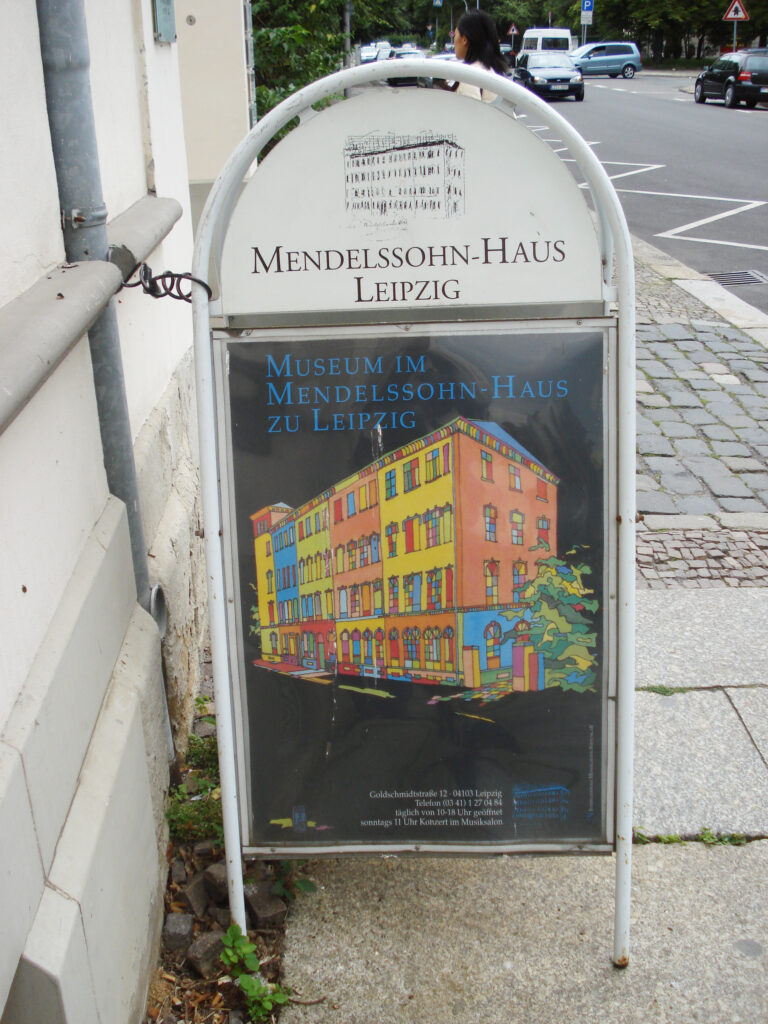 MENDELSSOHN-HAUS
LEIPZIG
MUSEUM IM
MENDELSSOHN-HAUS
ZU LEIPZIG
Goldschmidtstraße 12 · 04103 Leipzig
Telefon (03 41) 1 27 04 84
täglich von 10-18 Uhr geöffnet
sonntags 11 Uhr Konzert im Musiksalon
P